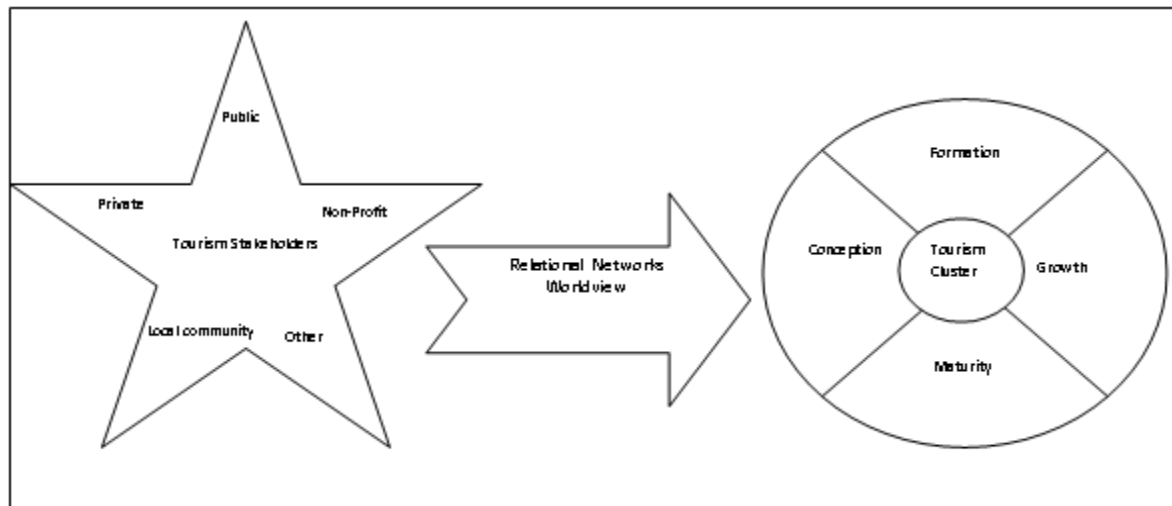 Public
Private
Non-Profit
Tourism Stakeholders
Local community
Other
Relational Networks
Worldview
Formation
Conception
Tourism
Cluster
Growth
Maturity